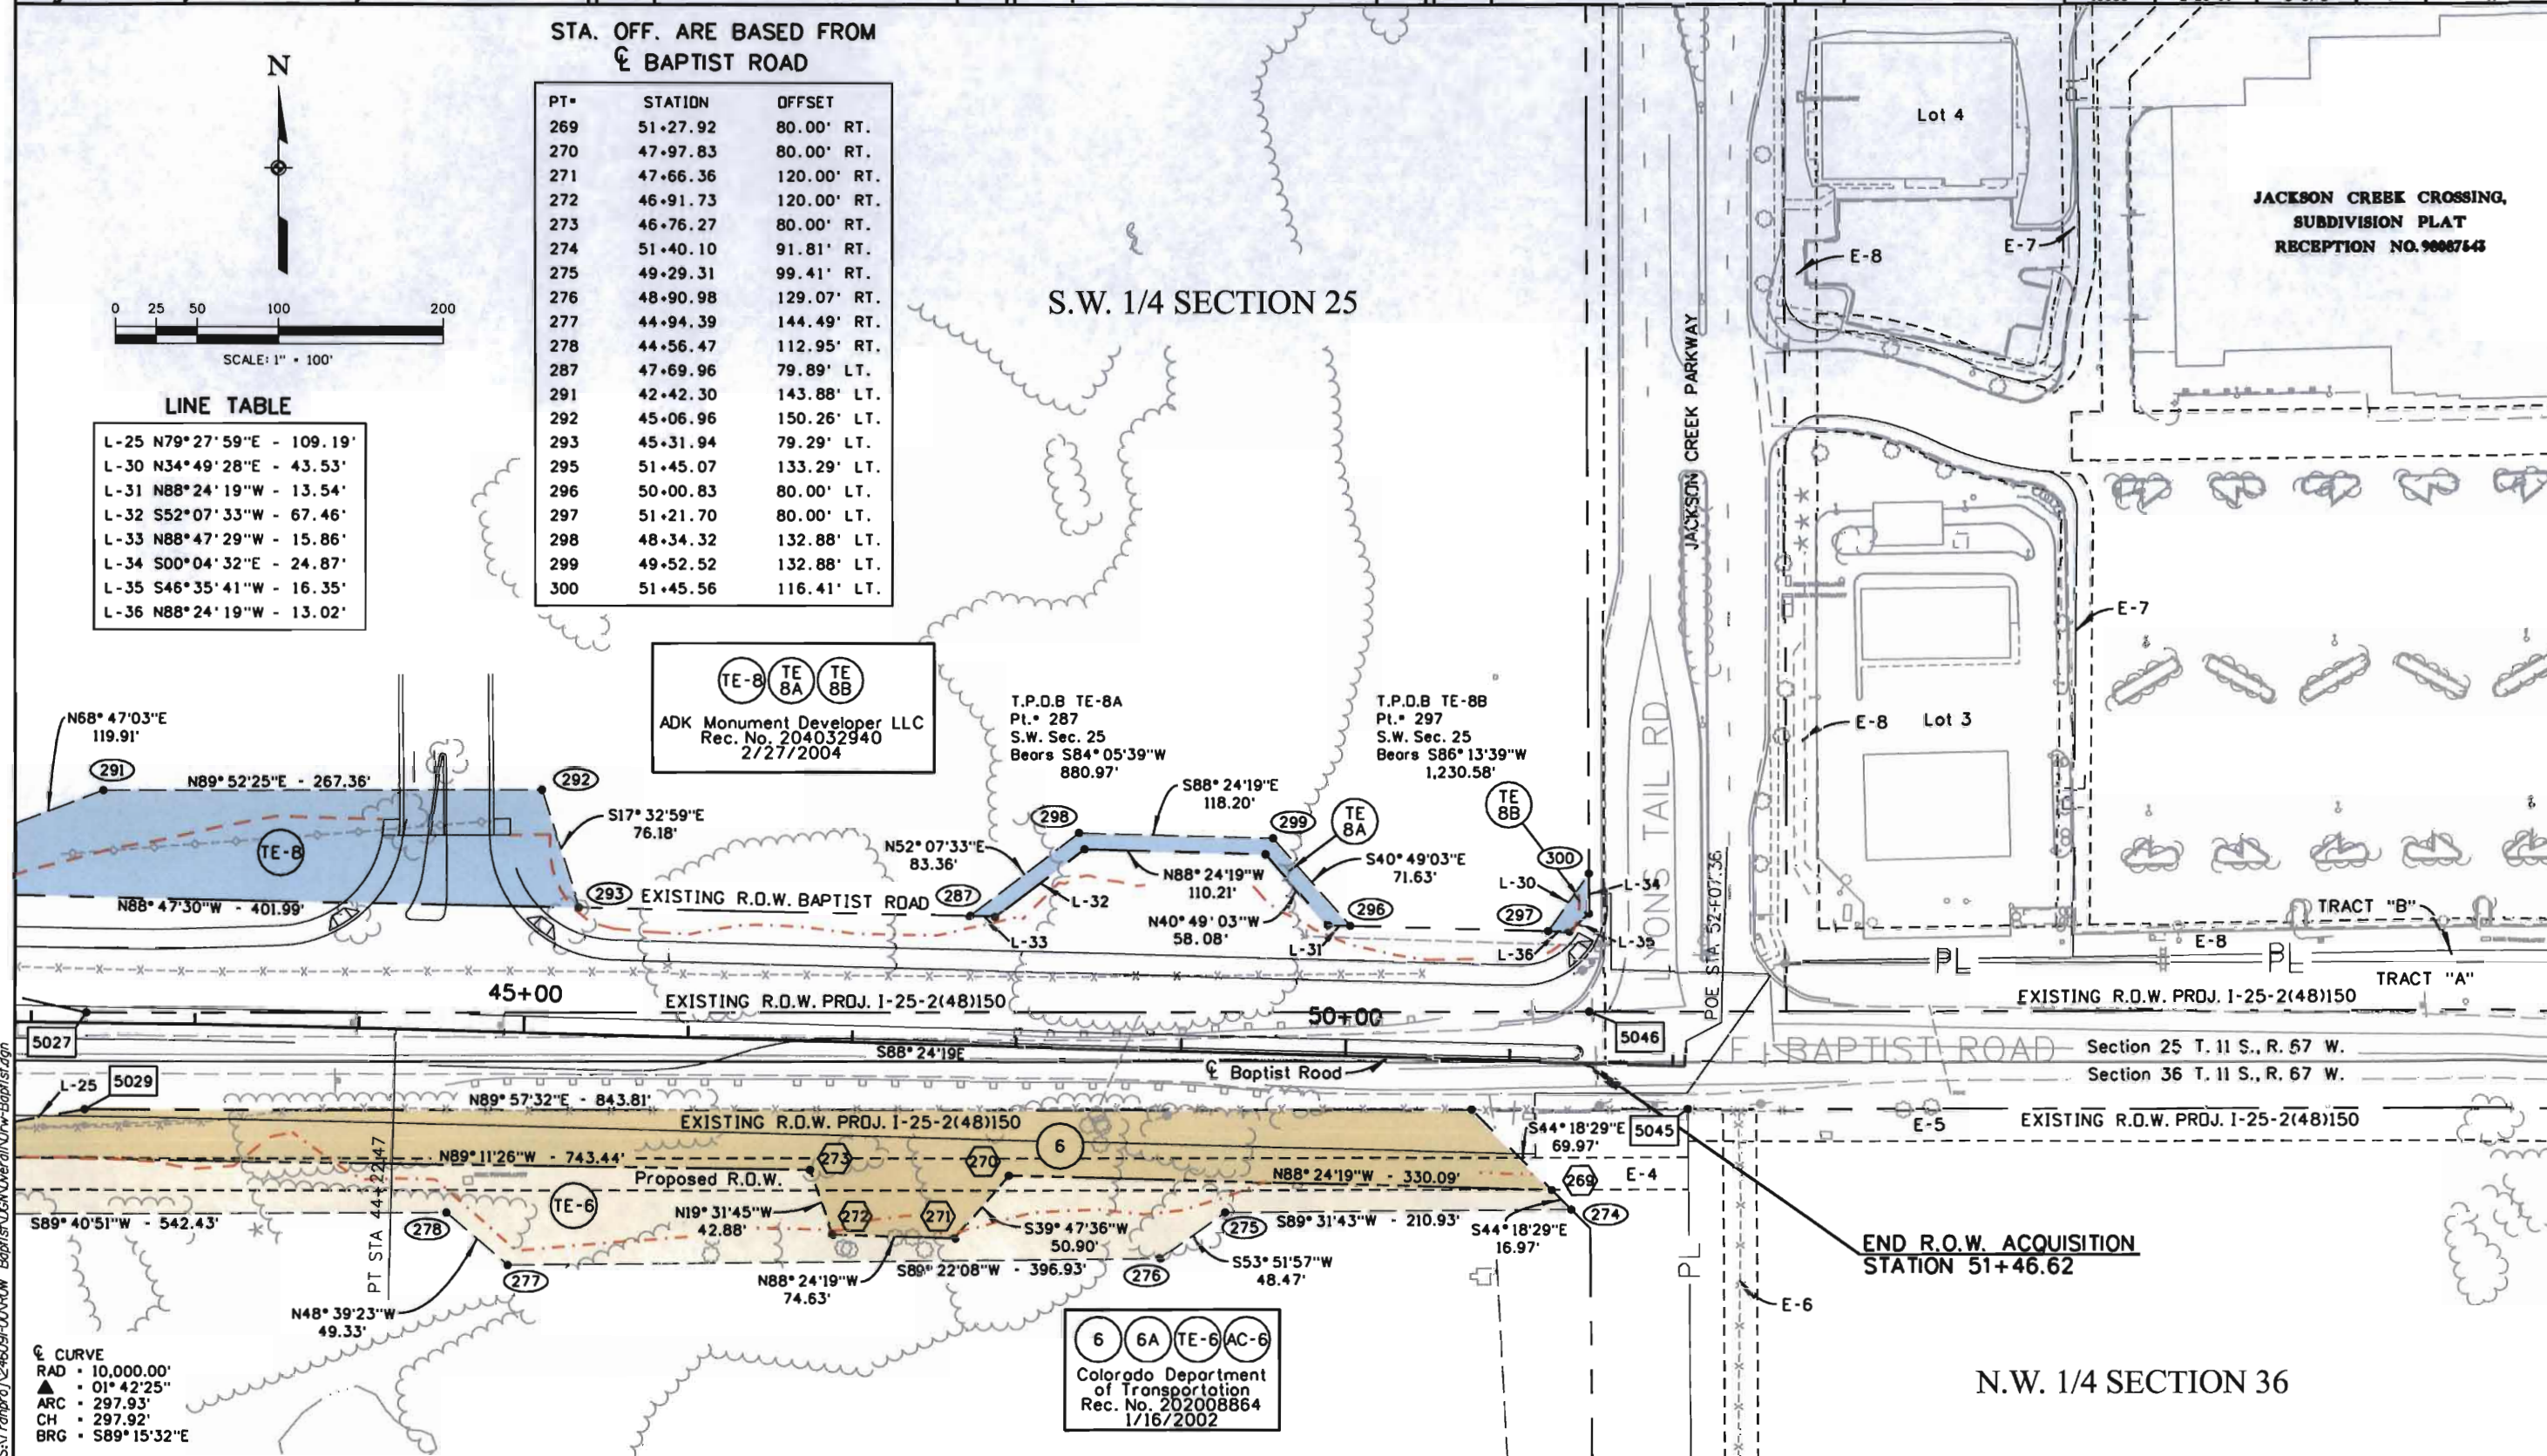 STA. OFF. ARE BASED FROM
℄ BAPTIST ROAD
PT# STATION OFFSET
269 51+27.92 80.00' RT.
270 47+97.83 80.00' RT.
271 47+66.36 120.00' RT.
272 46+91.73 120.00' RT.
273 46+76.27 80.00' RT.
274 51+40.10 91.81' RT.
275 49+29.31 99.41' RT.
276 48+90.98 129.07' RT.
277 44+94.39 144.49' RT.
278 44+56.47 112.95' RT.
287 47+69.96 79.89' LT.
291 42+42.30 143.88' LT.
292 45+06.96 150.26' LT.
293 45+31.94 79.29' LT.
295 51+45.07 133.29' LT.
296 50+00.83 80.00' LT.
297 51+21.70 80.00' LT.
298 48+34.32 132.88' LT.
299 49+52.52 132.88' LT.
300 51+45.56 116.41' LT.
N
0 25 50 100 200
SCALE: 1" = 100'
LINE TABLE
L-25 N79°27'59"E - 109.19'
L-30 N34°49'28"E - 43.53'
L-31 N88°24'19"W - 13.54'
L-32 S52°07'33"W - 67.46'
L-33 N88°47'29"W - 15.86'
L-34 S00°04'32"E - 24.87'
L-35 S46°35'41"W - 16.35'
L-36 N88°24'19"W - 13.02'
S.W. 1/4 SECTION 25
Lot 4
JACKSON CREEK CROSSING,
SUBDIVISION PLAT
RECEPTION NO.
E-8
E-7
JACKSON CREEK PARKWAY
E-7
E-8
Lot 3
TE-8
TE
8A
TE
8B
ADK Monument Developer LLC
Rec. No. 204032940
2/27/2004
T.P.O.B TE-8A
Pt.# 287
S.W. Sec. 25
Bears S84°05'39"W
880.97'
T.P.O.B TE-8B
Pt.# 297
S.W. Sec. 25
Bears S86°13'39"W
1,230.58'
N68°47'03"E
119.91'
291
N89°52'25"E - 267.36'
292
S17°32'59"E
76.18'
TE-8
N88°47'30"W - 401.99'
293
EXISTING R.O.W. BAPTIST ROAD
287
N52°07'33"E
83.36'
298
S88°24'19"E
118.20'
299
TE
8A
S40°49'03"E
71.63'
N88°24'19"W
110.21'
L-32
L-33
N40°49'03"W
58.08'
L-31
296
TE
8B
300
L-30
L-34
297
L-36
L-35
LYONS TAIL RD
POE STA. 52+07.36
TRACT "B"
E-8
PL
PL
TRACT "A"
45+00
EXISTING R.O.W. PROJ. I-25-2(48)150
50+00
EXISTING R.O.W. PROJ. I-25-2(48)150
5027
S88°24'19E
5046
E BAPTIST ROAD
Section 25 T. 11 S., R. 67 W.
℄ Baptist Road
Section 36 T. 11 S., R. 67 W.
L-25
5029
N89°57'32"E - 843.81'
EXISTING R.O.W. PROJ. I-25-2(48)150
6
S44°18'29"E
69.97'
5045
E-5
EXISTING R.O.W. PROJ. I-25-2(48)150
N89°11'26"W - 743.44'
273
270
Proposed R.O.W.
N88°24'19"W - 330.09'
269
E-4
TE-6
S89°40'51"W - 542.43'
278
N19°31'45"W
42.88'
272
271
S39°47'36"W
50.90'
275
S89°31'43"W - 210.93'
274
S44°18'29"E
16.97'
PT STA 44+22.47
277
N88°24'19"W
74.63'
S89°22'08"W - 396.93'
276
S53°51'57"W
48.47'
PL
END R.O.W. ACQUISITION
STATION 51+46.62
N48°39'23"W
49.33'
E-6
6
6A
TE-6
AC-6
Colorado Department
of Transportation
Rec. No. 202008864
1/16/2002
N.W. 1/4 SECTION 36
℄ CURVE
RAD = 10,000.00'
▲ = 01°42'25"
ARC = 297.93'
CH = 297.92'
BRG = S89°15'32"E